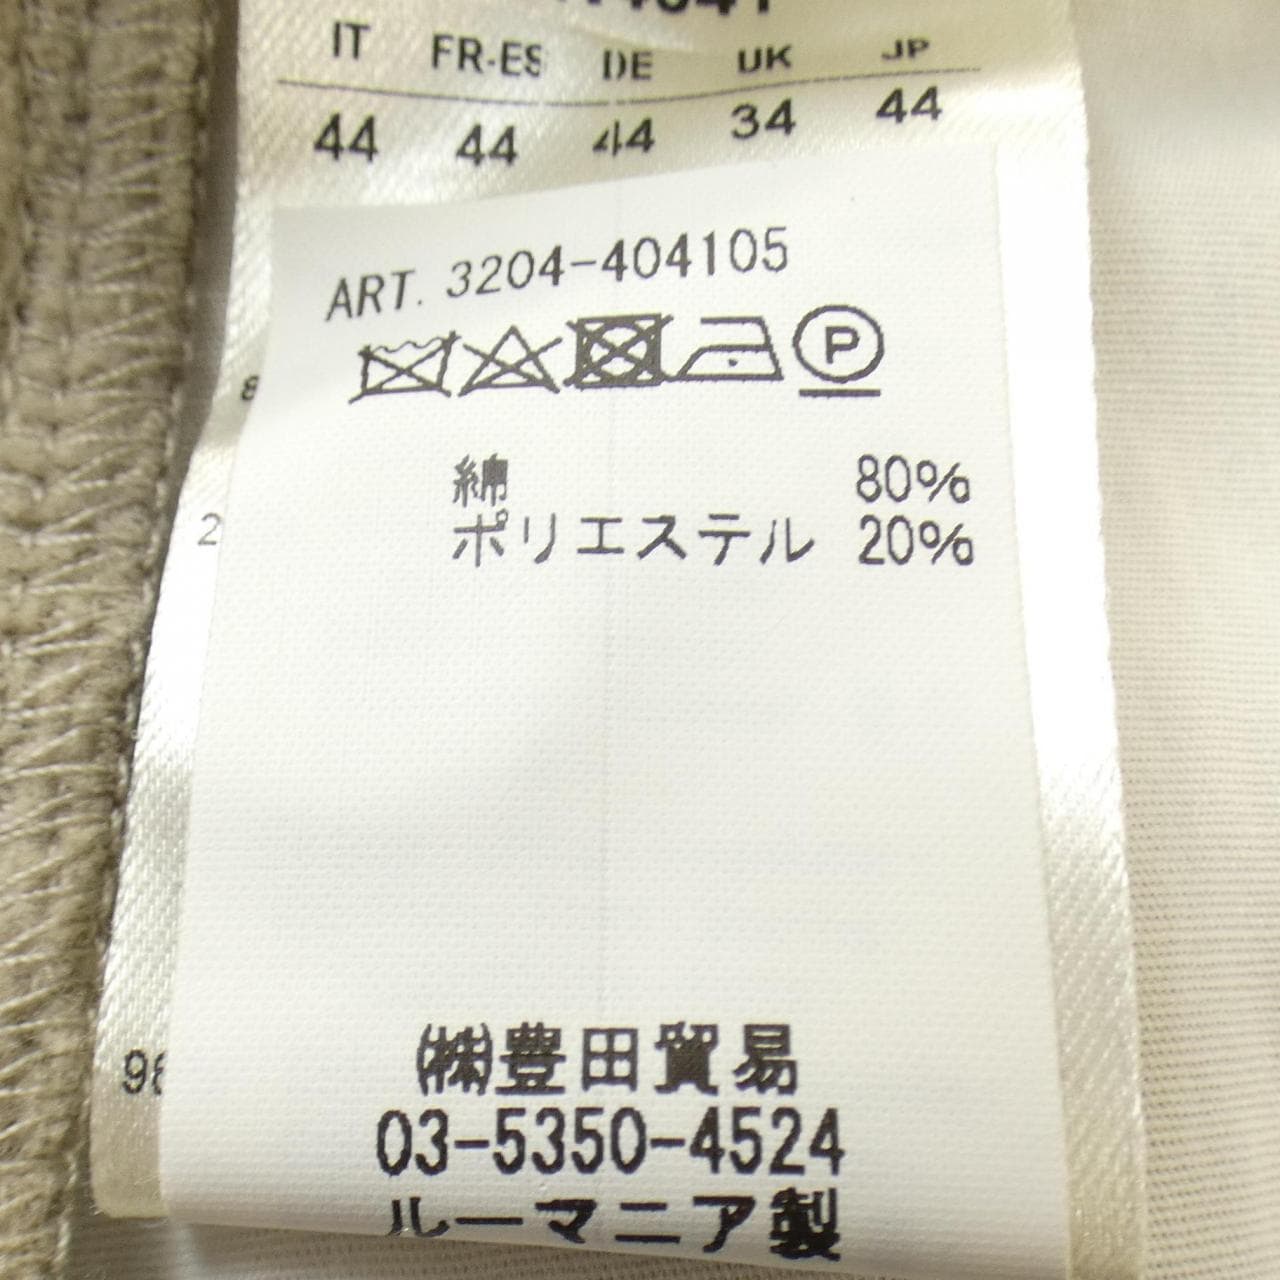 IT FR-ES DE UK JP
44 44 44 34 44
ART. 3204-404105
P
綿 80%
ポリエステル 20%
(株)豊田貿易
03-5350-4524
ルーマニア製